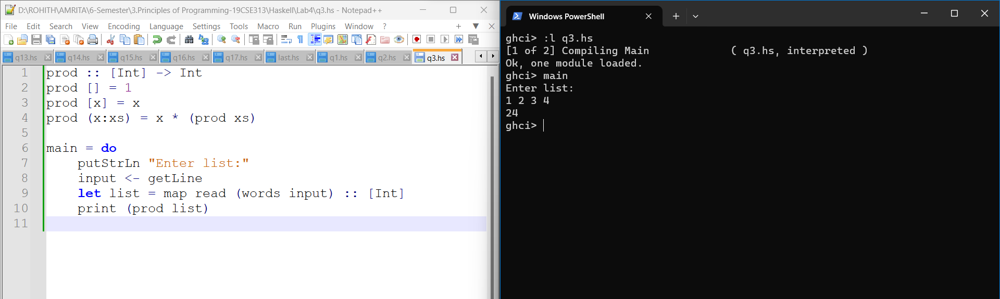 D:\ROHITH\AMRITA\6-Semester\3.Principles of Programming-19CSE313\Haskell\Lab4\q3.hs - Notepad++
File Edit Search View Encoding Language Settings Tools Macro Run Plugins Window ?
q13.hs q14.hs q15.hs q16.hs q17.hs last.hs q1.hs q2.hs q3.hs
1 prod :: [Int] -> Int
2 prod [] = 1
3 prod [x] = x
4 prod (x:xs) = x * (prod xs)
5
6 main = do
7     putStrLn "Enter list:"
8     input <- getLine
9     let list = map read (words input) :: [Int]
10     print (prod list)
11
Windows PowerShell
ghci> :l q3.hs
[1 of 2] Compiling Main             ( q3.hs, interpreted )
Ok, one module loaded.
ghci> main
Enter list:
1 2 3 4
24
ghci>